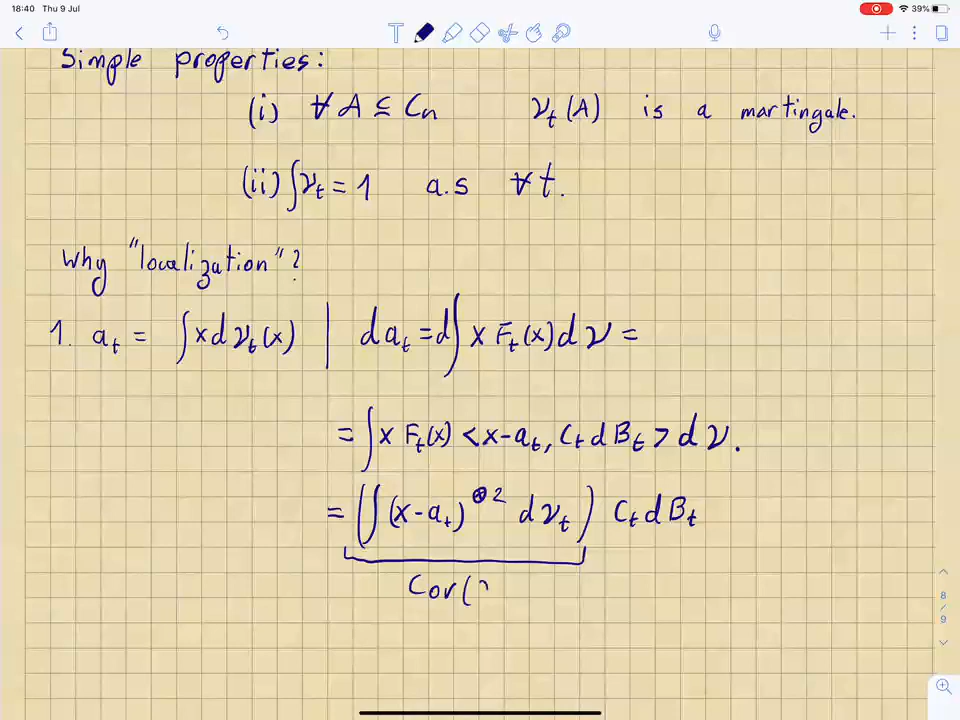 18:40 Thu 9 Jul 39%
Simple properties:
(i) ∀ A ⊆ Cₙ νₜ(A) is a martingale.
(ii) ∫νₜ = 1 a.s ∀t.
Why "localization"?
1. aₜ = ∫x dνₜ(x) | daₜ = d∫ x Fₜ(x) dν =
= ∫ x Fₜ(x) <x-aₜ, Cₜ dBₜ> dν.
= (∫(x-aₜ)^⊗2 dνₜ) Cₜ dBₜ
Cov(
8
/
9